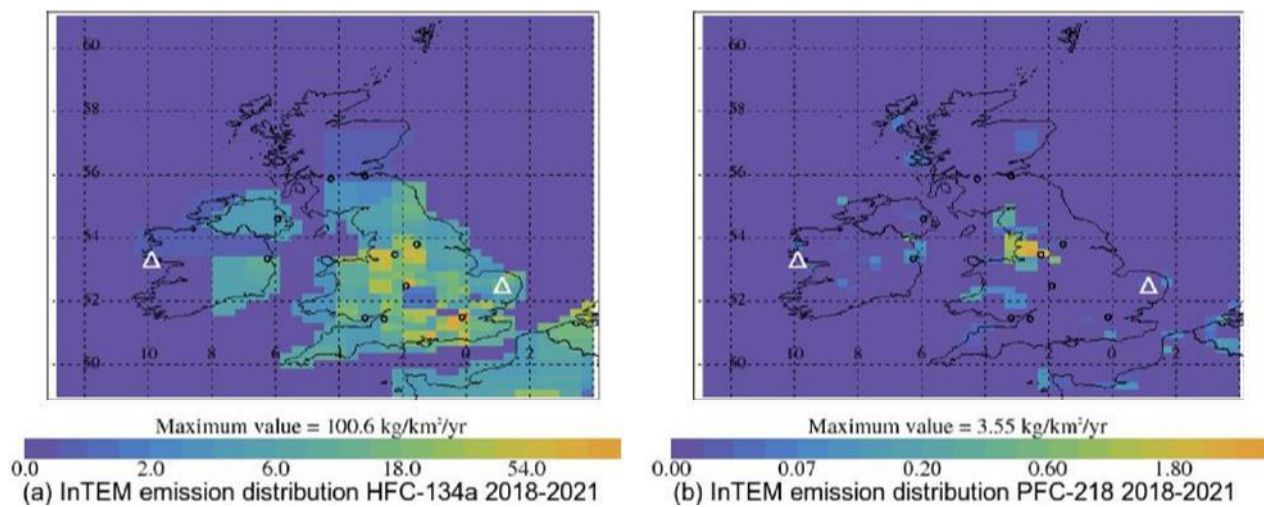 60
58
56
54
52
50
10 8 6 4 2 0 2
Maximum value = 100.6 kg/km²/yr
0.0 2.0 6.0 18.0 54.0
(a) InTEM emission distribution HFC-134a 2018-2021
60
58
56
54
52
50
10 8 6 4 2 0 2
Maximum value = 3.55 kg/km²/yr
0.00 0.07 0.20 0.60 1.80
(b) InTEM emission distribution PFC-218 2018-2021